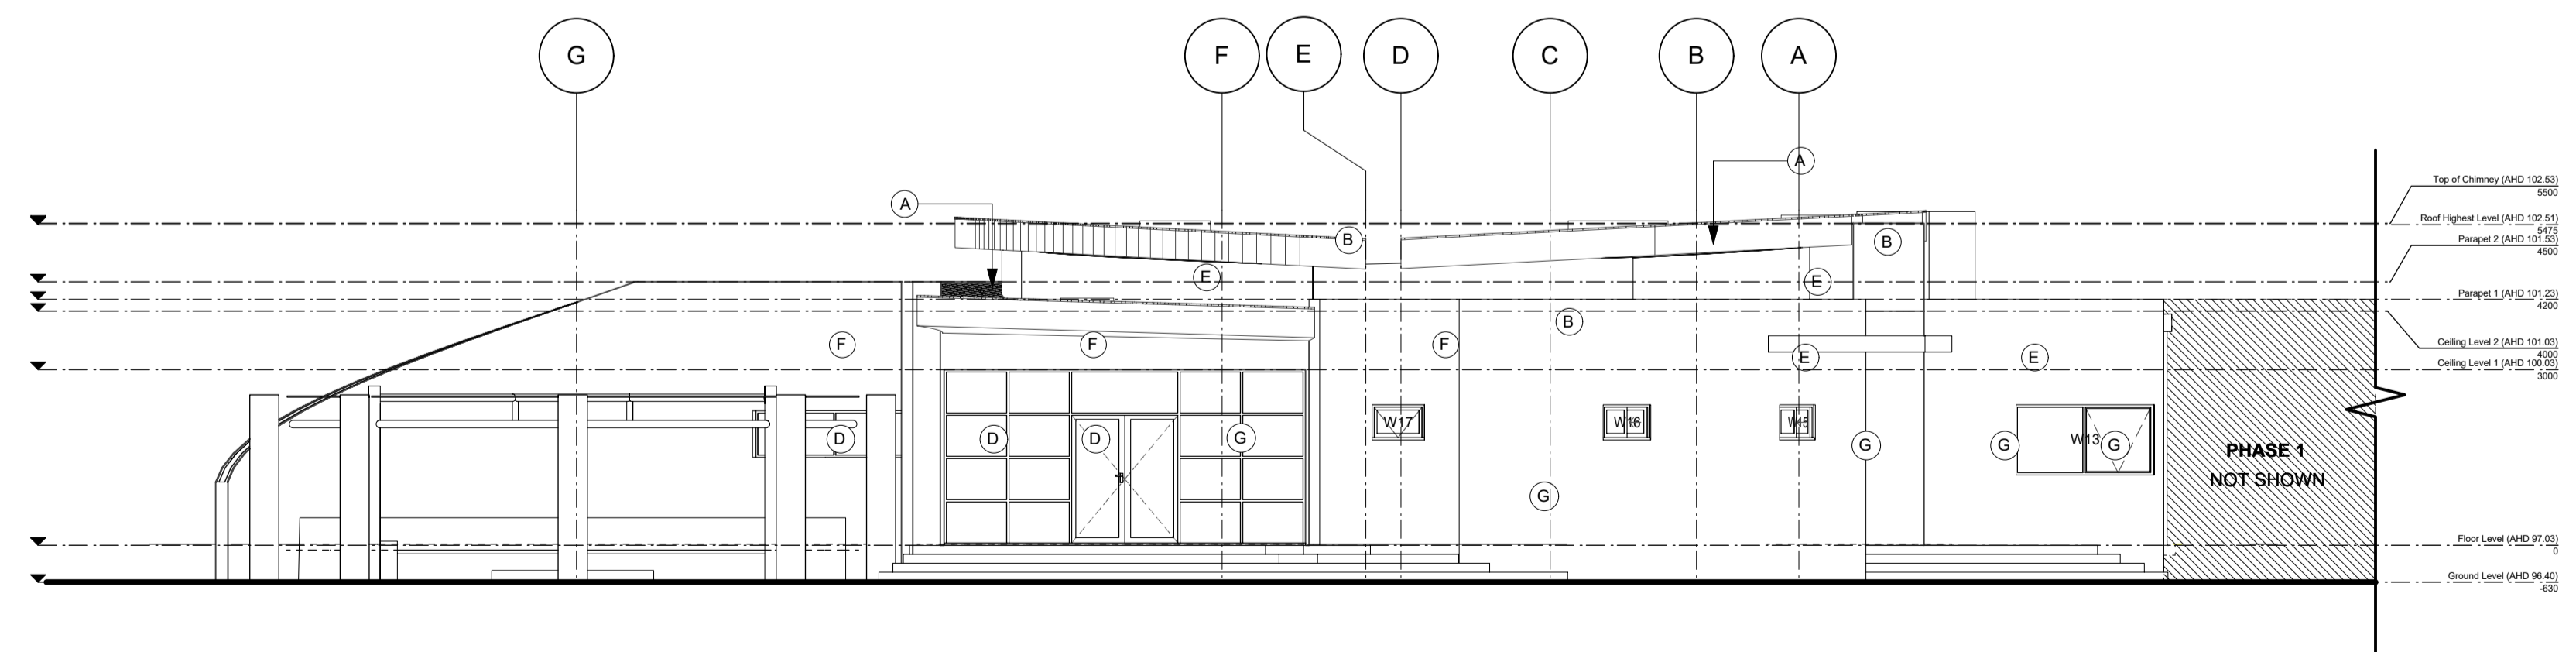 G F E D C B A
A
A
Top of Chimney (AHD 102.53)
5500
Roof Highest Level (AHD 102.51)
5475
B B
Parapet 2 (AHD 101.53)
4500
E E
Parapet 1 (AHD 101.23)
4200
B
F F F
Ceiling Level 2 (AHD 101.03)
4000
E E
Ceiling Level 1 (AHD 100.03)
3000
W17 W16 W15
D D D G G G W13 G
PHASE 1
NOT SHOWN
G
Floor Level (AHD 97.03)
0
Ground Level (AHD 96.40)
-630